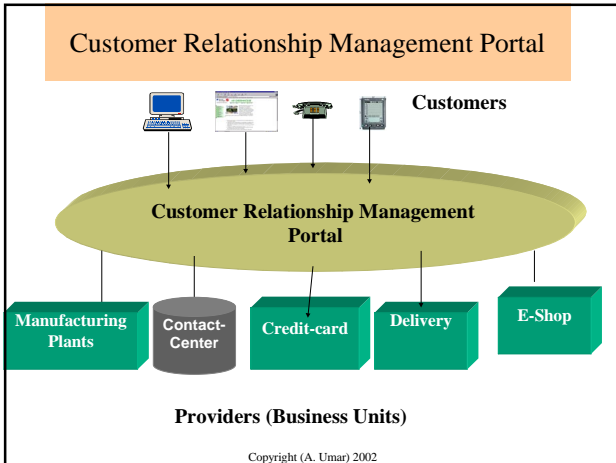 Customer Relationship Management Portal
Customers
Customer Relationship Management
Portal
Manufacturing
Plants
Contact-
Center
Credit-card
Delivery
E-Shop
Providers (Business Units)
Copyright (A. Umar) 2002